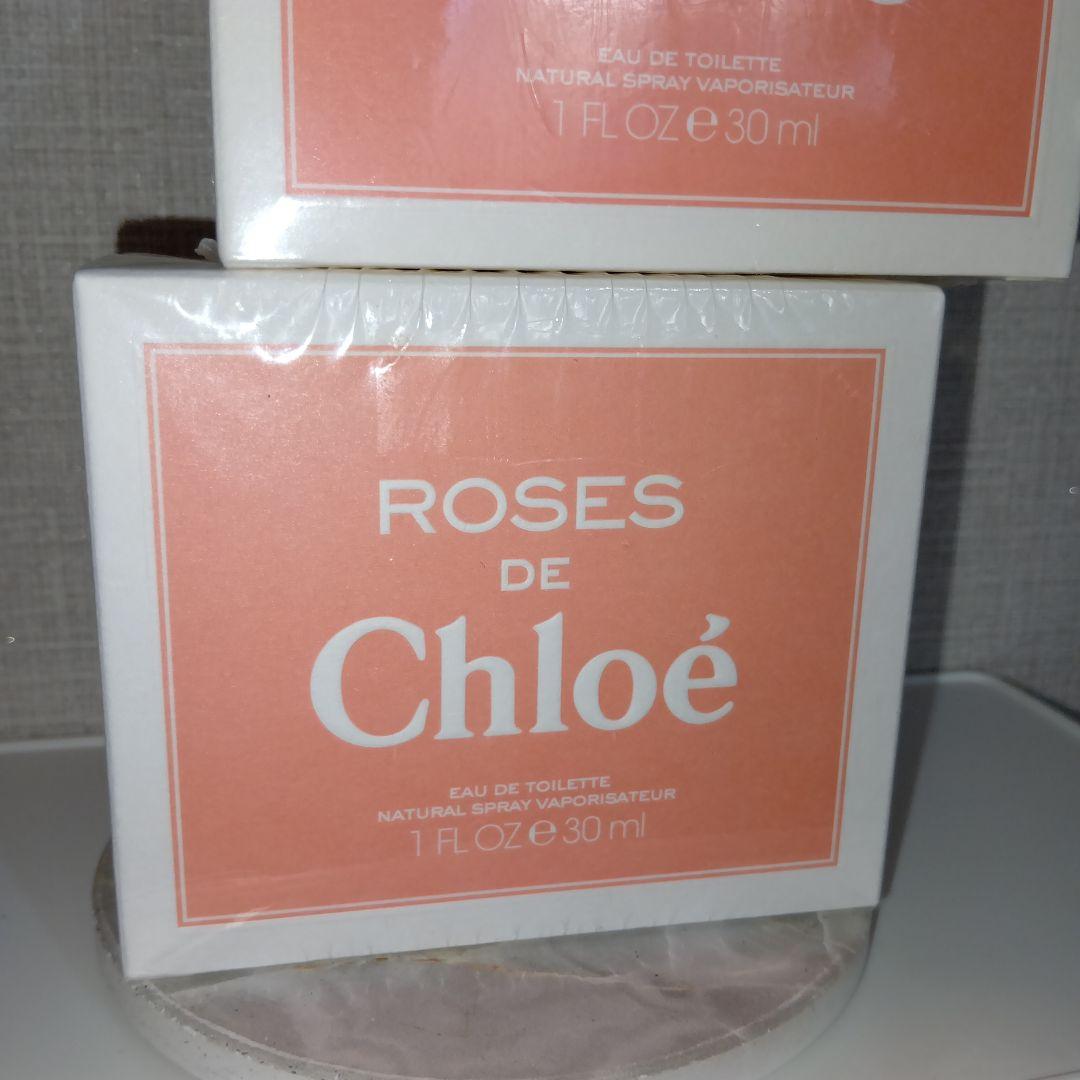 EAU DE TOILETTE
NATURAL SPRAY VAPORISATEUR
1 FL OZ e 30 ml
ROSES
DE
Chloé
EAU DE TOILETTE
NATURAL SPRAY VAPORISATEUR
1 FL OZ e 30 ml